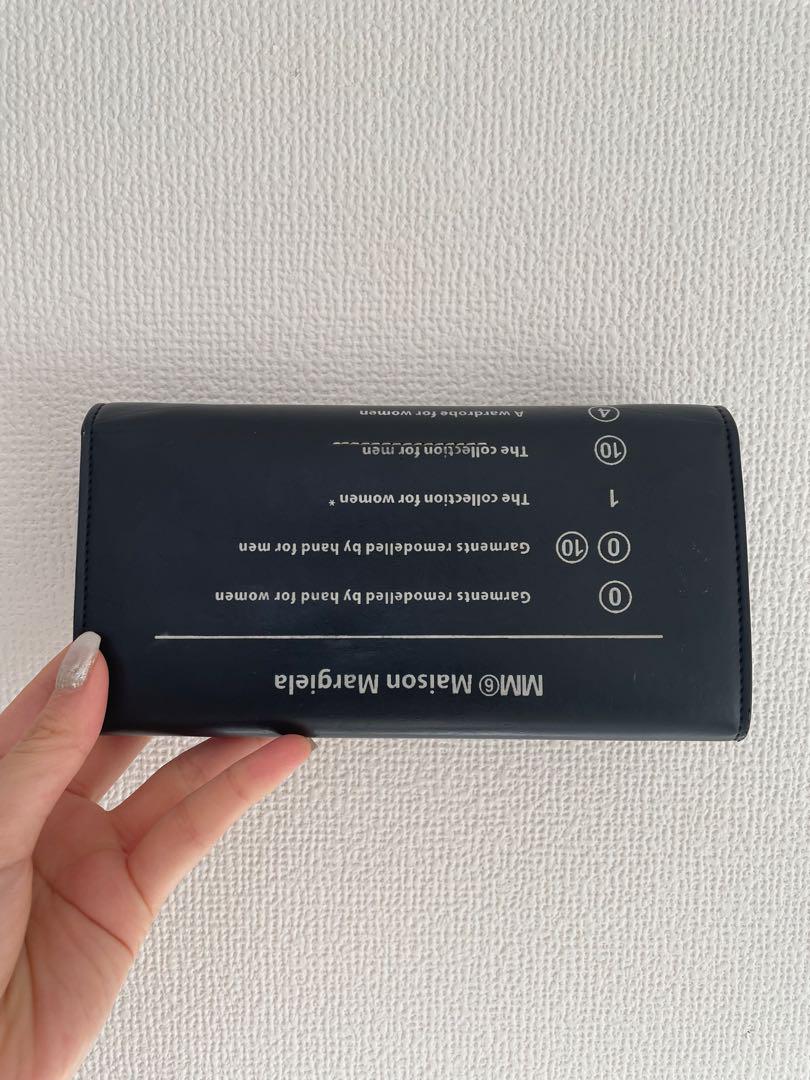 MM⑥ Maison Margiela
⓪ Garments remodelled by hand for women
⓪ ⑩ Garments remodelled by hand for men
1 The collection for women *
⑩ The collection for men
④ A wardrobe for women